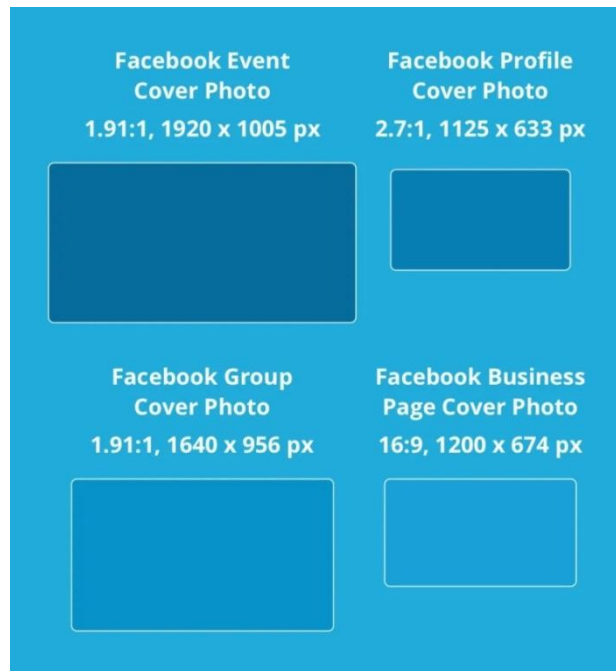 Facebook Event
Cover Photo
1.91:1, 1920 x 1005 px
Facebook Profile
Cover Photo
2.7:1, 1125 x 633 px
Facebook Group
Cover Photo
1.91:1, 1640 x 956 px
Facebook Business
Page Cover Photo
16:9, 1200 x 674 px